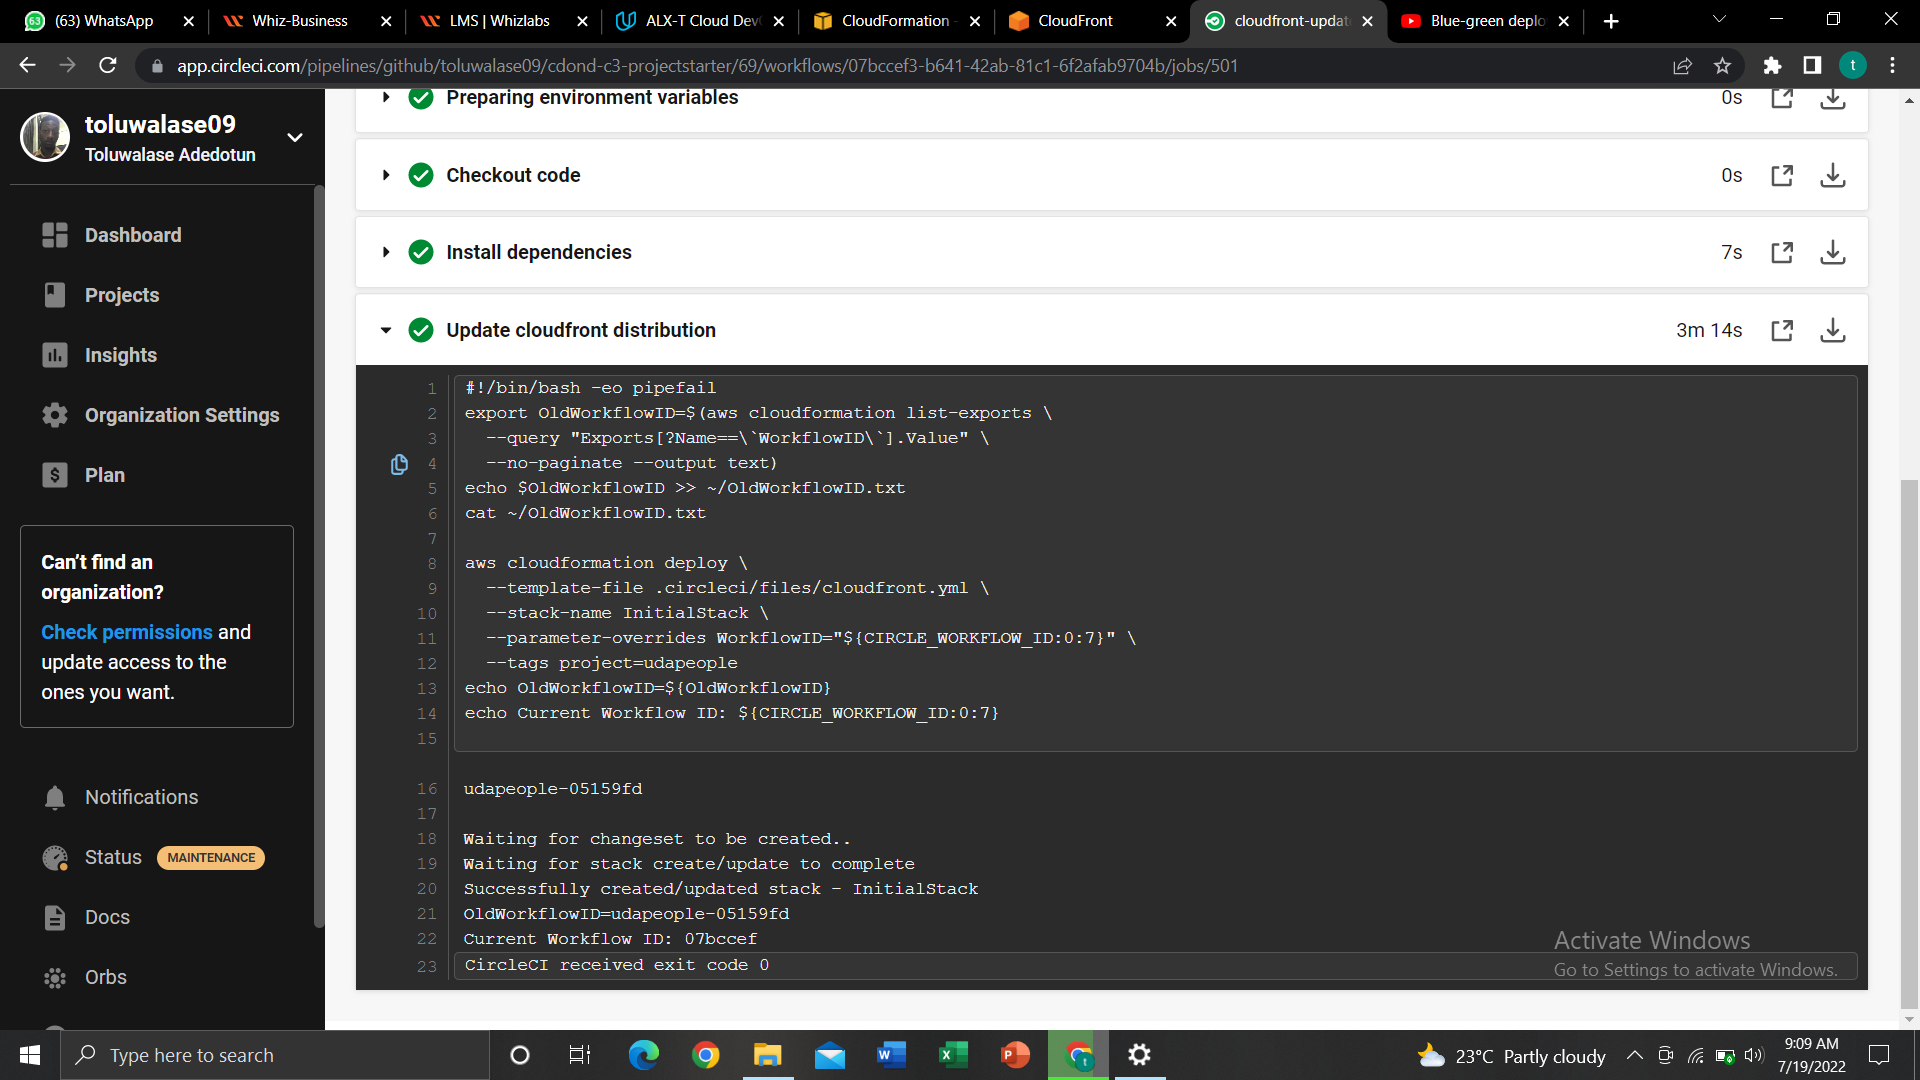 (63) WhatsApp
Whiz-Business
LMS | Whizlabs
ALX-T Cloud Dev
CloudFormation -
CloudFront
cloudfront-updat
Blue-green deplo
app.circleci.com/pipelines/github/toluwalase09/cdond-c3-projectstarter/69/workflows/07bccef3-b641-42ab-81c1-6f2afab9704b/jobs/501
t
toluwalase09
Toluwalase Adedotun
Dashboard
Projects
Insights
Organization Settings
Plan
Can't find an
organization?
Check permissions and
update access to the
ones you want.
Notifications
Status MAINTENANCE
Docs
Orbs
Preparing environment variables 0s
Checkout code 0s
Install dependencies 7s
Update cloudfront distribution 3m 14s
1 #!/bin/bash -eo pipefail
2 export OldWorkflowID=$(aws cloudformation list-exports \
3 --query "Exports[?Name==\`WorkflowID\`].Value" \
4 --no-paginate --output text)
5 echo $OldWorkflowID >> ~/OldWorkflowID.txt
6 cat ~/OldWorkflowID.txt
7
8 aws cloudformation deploy \
9 --template-file .circleci/files/cloudfront.yml \
10 --stack-name InitialStack \
11 --parameter-overrides WorkflowID="${CIRCLE_WORKFLOW_ID:0:7}" \
12 --tags project=udapeople
13 echo OldWorkflowID=${OldWorkflowID}
14 echo Current Workflow ID: ${CIRCLE_WORKFLOW_ID:0:7}
15
16 udapeople-05159fd
17
18 Waiting for changeset to be created..
19 Waiting for stack create/update to complete
20 Successfully created/updated stack - InitialStack
21 OldWorkflowID=udapeople-05159fd
22 Current Workflow ID: 07bccef
23 CircleCI received exit code 0
Activate Windows
Go to Settings to activate Windows.
Type here to search
23°C Partly cloudy
9:09 AM
7/19/2022